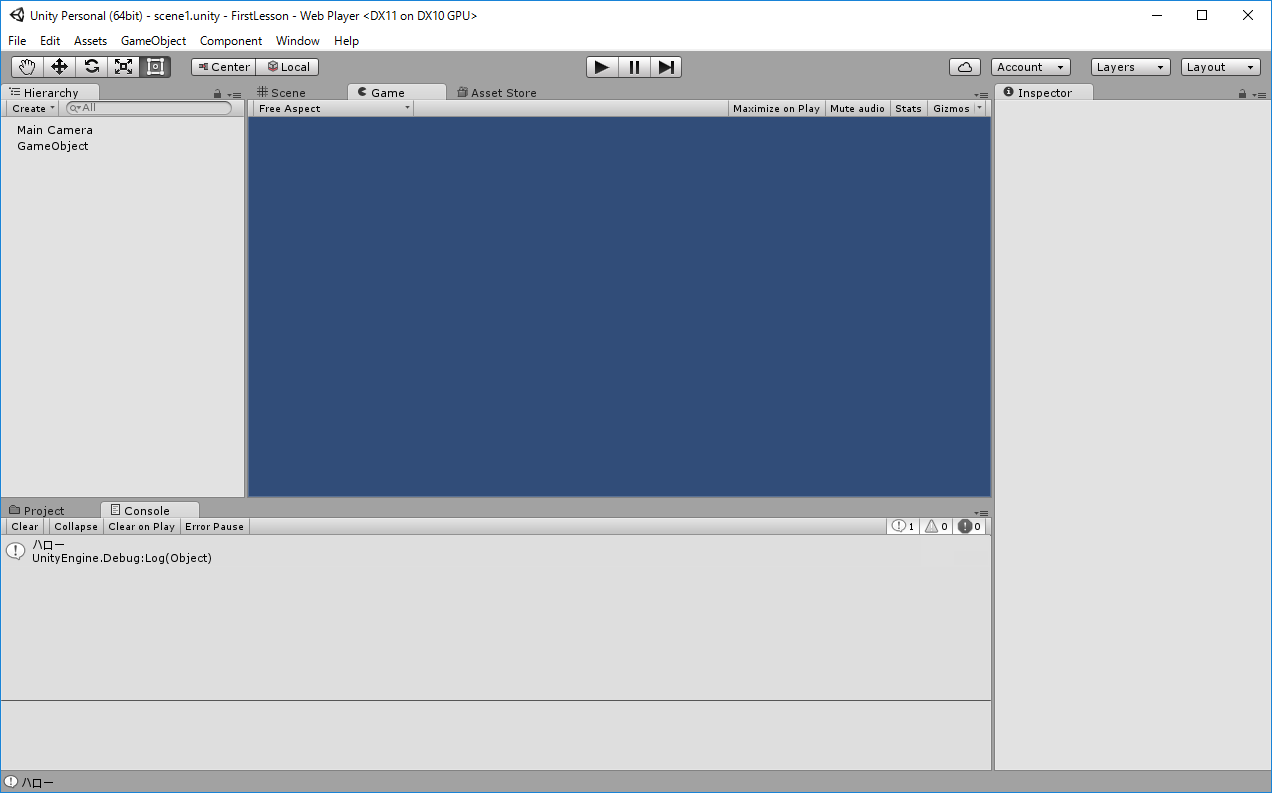 Unity Personal (64bit) - scene1.unity - FirstLesson - Web Player <DX11 on DX10 GPU>
File Edit Assets GameObject Component Window Help
Center Local Account Layers Layout
Hierarchy Scene Game Asset Store Inspector
Create All Free Aspect Maximize on Play Mute audio Stats Gizmos
Main Camera
GameObject
Project Console
Clear Collapse Clear on Play Error Pause 1 0 0
ハロー
UnityEngine.Debug:Log(Object)
ハロー